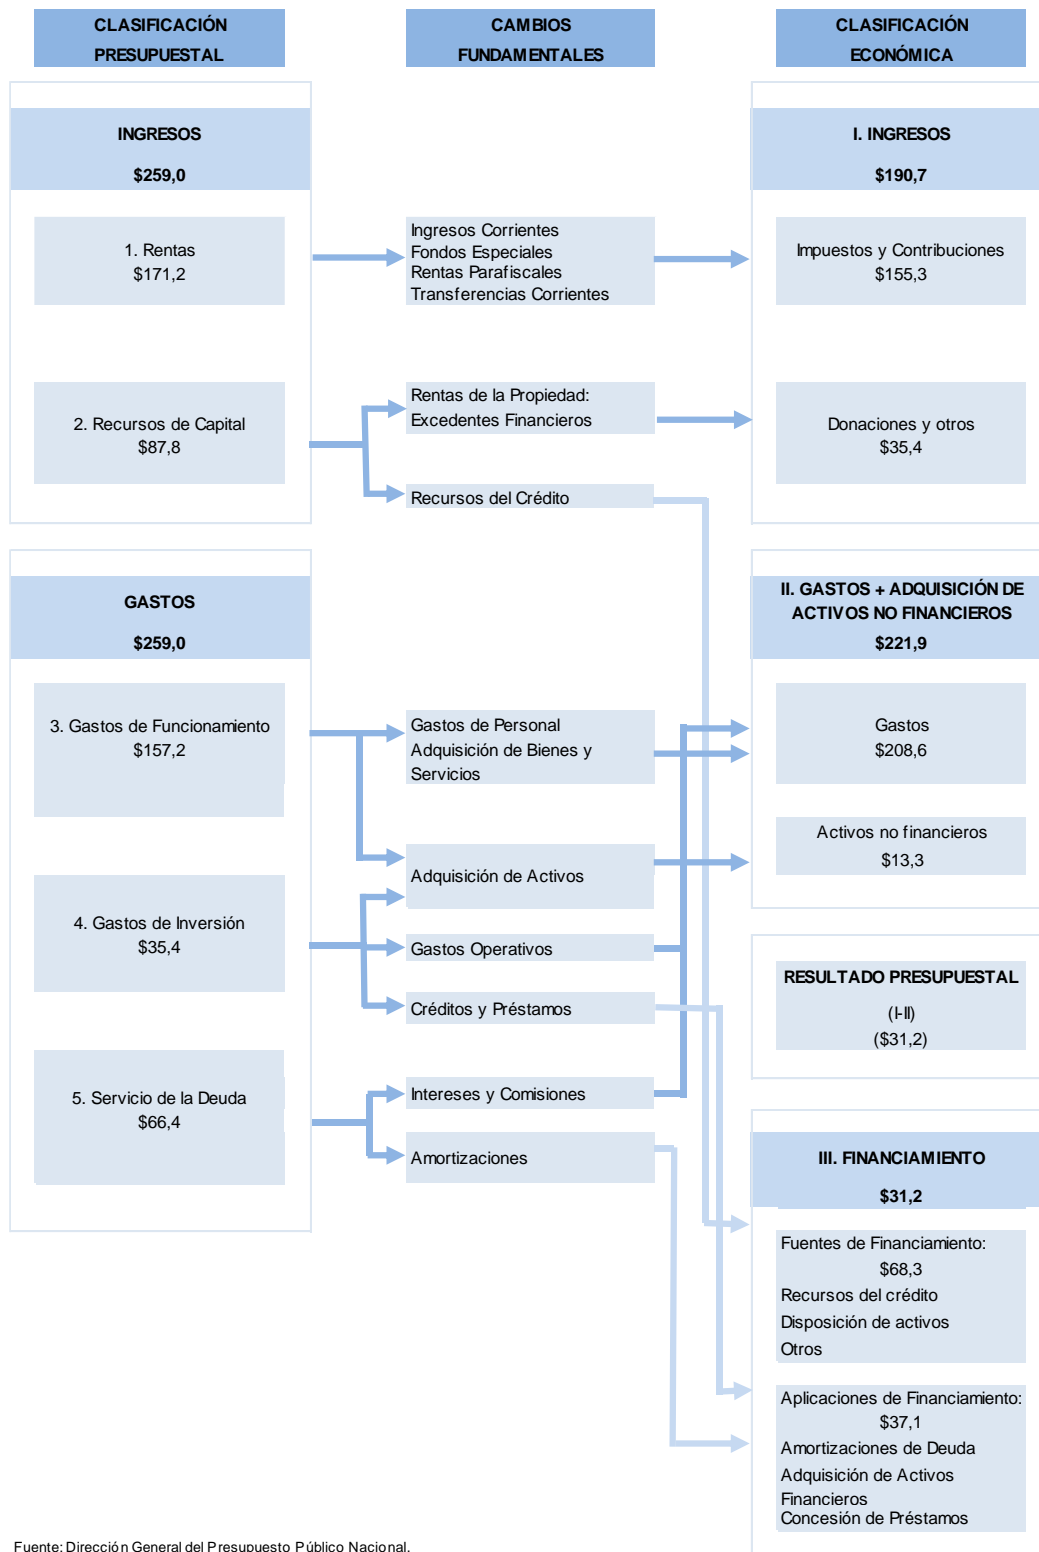 CLASIFICACIÓN
PRESUPUESTAL
CAMBIOS
FUNDAMENTALES
CLASIFICACIÓN
ECONÓMICA
INGRESOS
$259,0
1. Rentas
$171,2
2. Recursos de Capital
$87,8
Ingresos Corrientes
Fondos Especiales
Rentas Parafiscales
Transferencias Corrientes
Rentas de la Propiedad:
Excedentes Financieros
Recursos del Crédito
I. INGRESOS
$190,7
Impuestos y Contribuciones
$155,3
Donaciones y otros
$35,4
GASTOS
$259,0
3. Gastos de Funcionamiento
$157,2
4. Gastos de Inversión
$35,4
5. Servicio de la Deuda
$66,4
Gastos de Personal
Adquisición de Bienes y
Servicios
Adquisición de Activos
Gastos Operativos
Créditos y Préstamos
Intereses y Comisiones
Amortizaciones
II. GASTOS + ADQUISICIÓN DE
ACTIVOS NO FINANCIEROS
$221,9
Gastos
$208,6
Activos no financieros
$13,3
RESULTADO PRESUPUESTAL
(I-II)
($31,2)
III. FINANCIAMIENTO
$31,2
Fuentes de Financiamiento:
$68,3
Recursos del crédito
Disposición de activos
Otros
Aplicaciones de Financiamiento:
$37,1
Amortizaciones de Deuda
Adquisición de Activos
Financieros
Concesión de Préstamos
Fuente: Dirección General del Presupuesto Público Nacional.